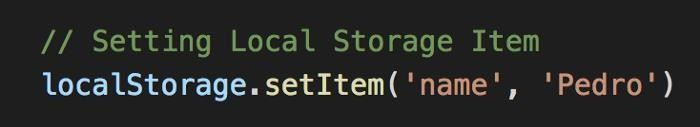 // Setting Local Storage Item
localStorage.setItem('name', 'Pedro')